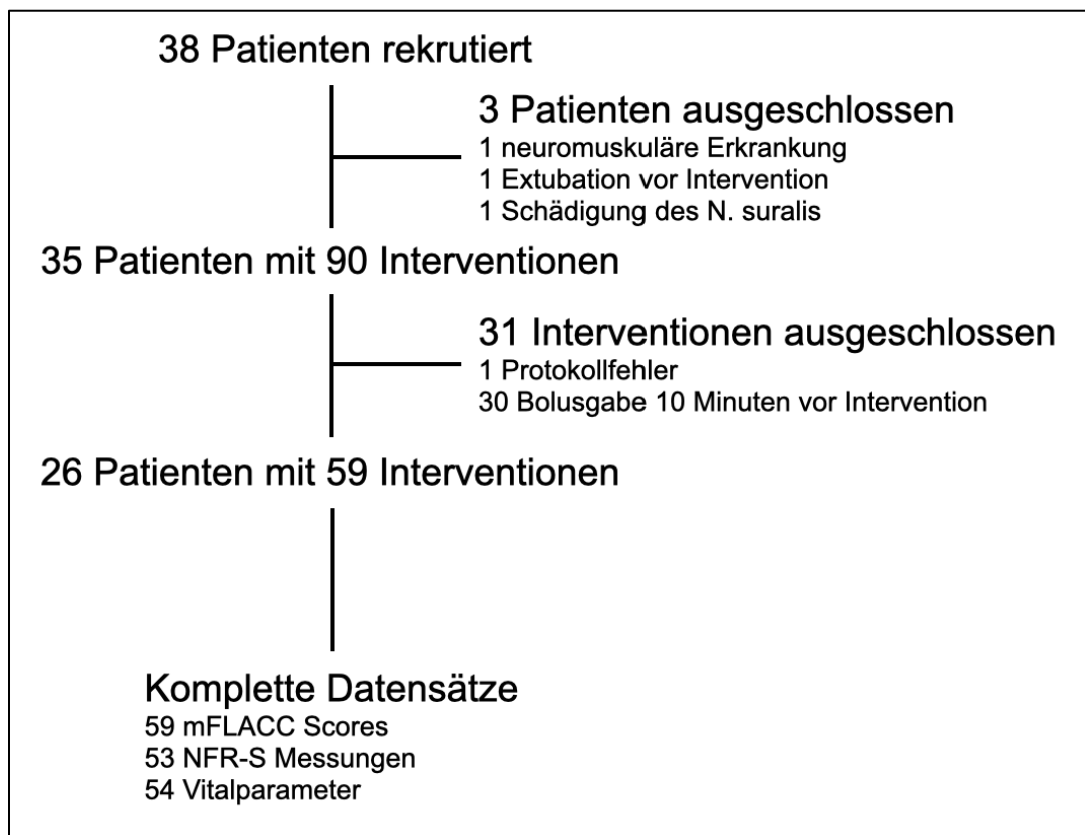 38 Patienten rekrutiert
3 Patienten ausgeschlossen
1 neuromuskuläre Erkrankung
1 Extubation vor Intervention
1 Schädigung des N. suralis
35 Patienten mit 90 Interventionen
31 Interventionen ausgeschlossen
1 Protokollfehler
30 Bolusgabe 10 Minuten vor Intervention
26 Patienten mit 59 Interventionen
Komplette Datensätze
59 mFLACC Scores
53 NFR-S Messungen
54 Vitalparameter